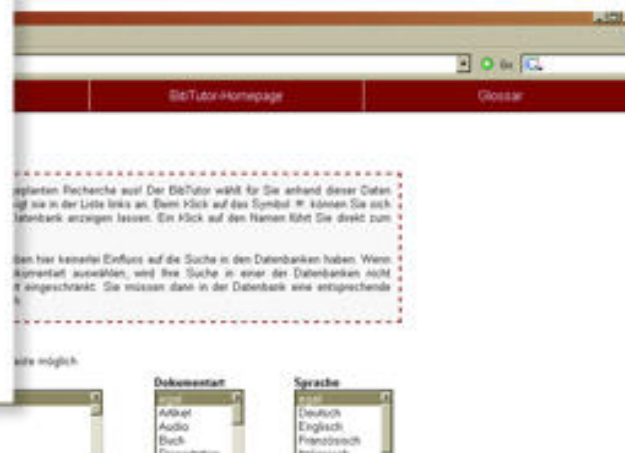 Go
BibTutor-Homepage
Glossar
geplanten Recherche aus! Der BibTutor wählt für Sie anhand dieser Daten
igt sie in der Liste links an. Beim Klick auf das Symbol können Sie sich
Datenbank anzeigen lassen. Ein Klick auf den Namen führt Sie direkt zum
ben hier keinerlei Einfluss auf die Suche in den Datenbanken haben. Wenn
okumentart auswählen, wird Ihre Suche in einer der Datenbanken nicht
t eingeschränkt. Sie müssen dann in der Datenbank eine entsprechende
h.
aste möglich
Dokumentart
egal
Artikel
Audio
Buch
Dissertation
Sprache
egal
Deutsch
Englisch
Französisch
Italienisch